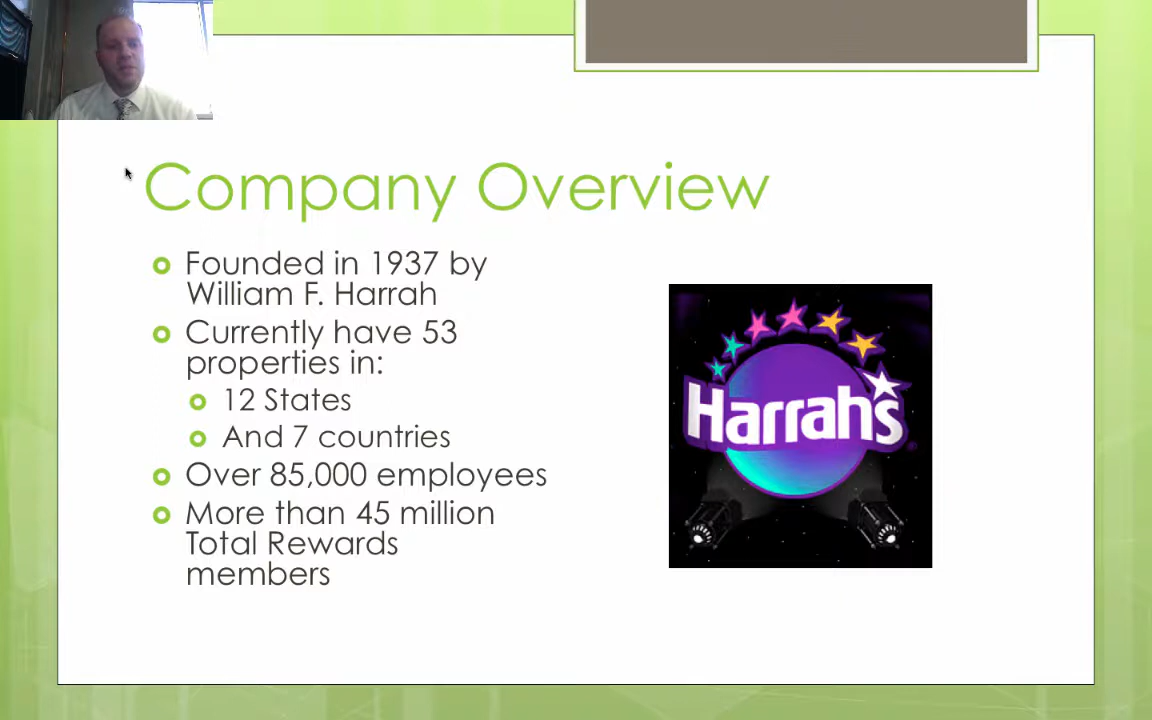 Company Overview
Founded in 1937 by
William F. Harrah
Currently have 53
properties in:
12 States
And 7 countries
Over 85,000 employees
More than 45 million
Total Rewards
members
Harrah's